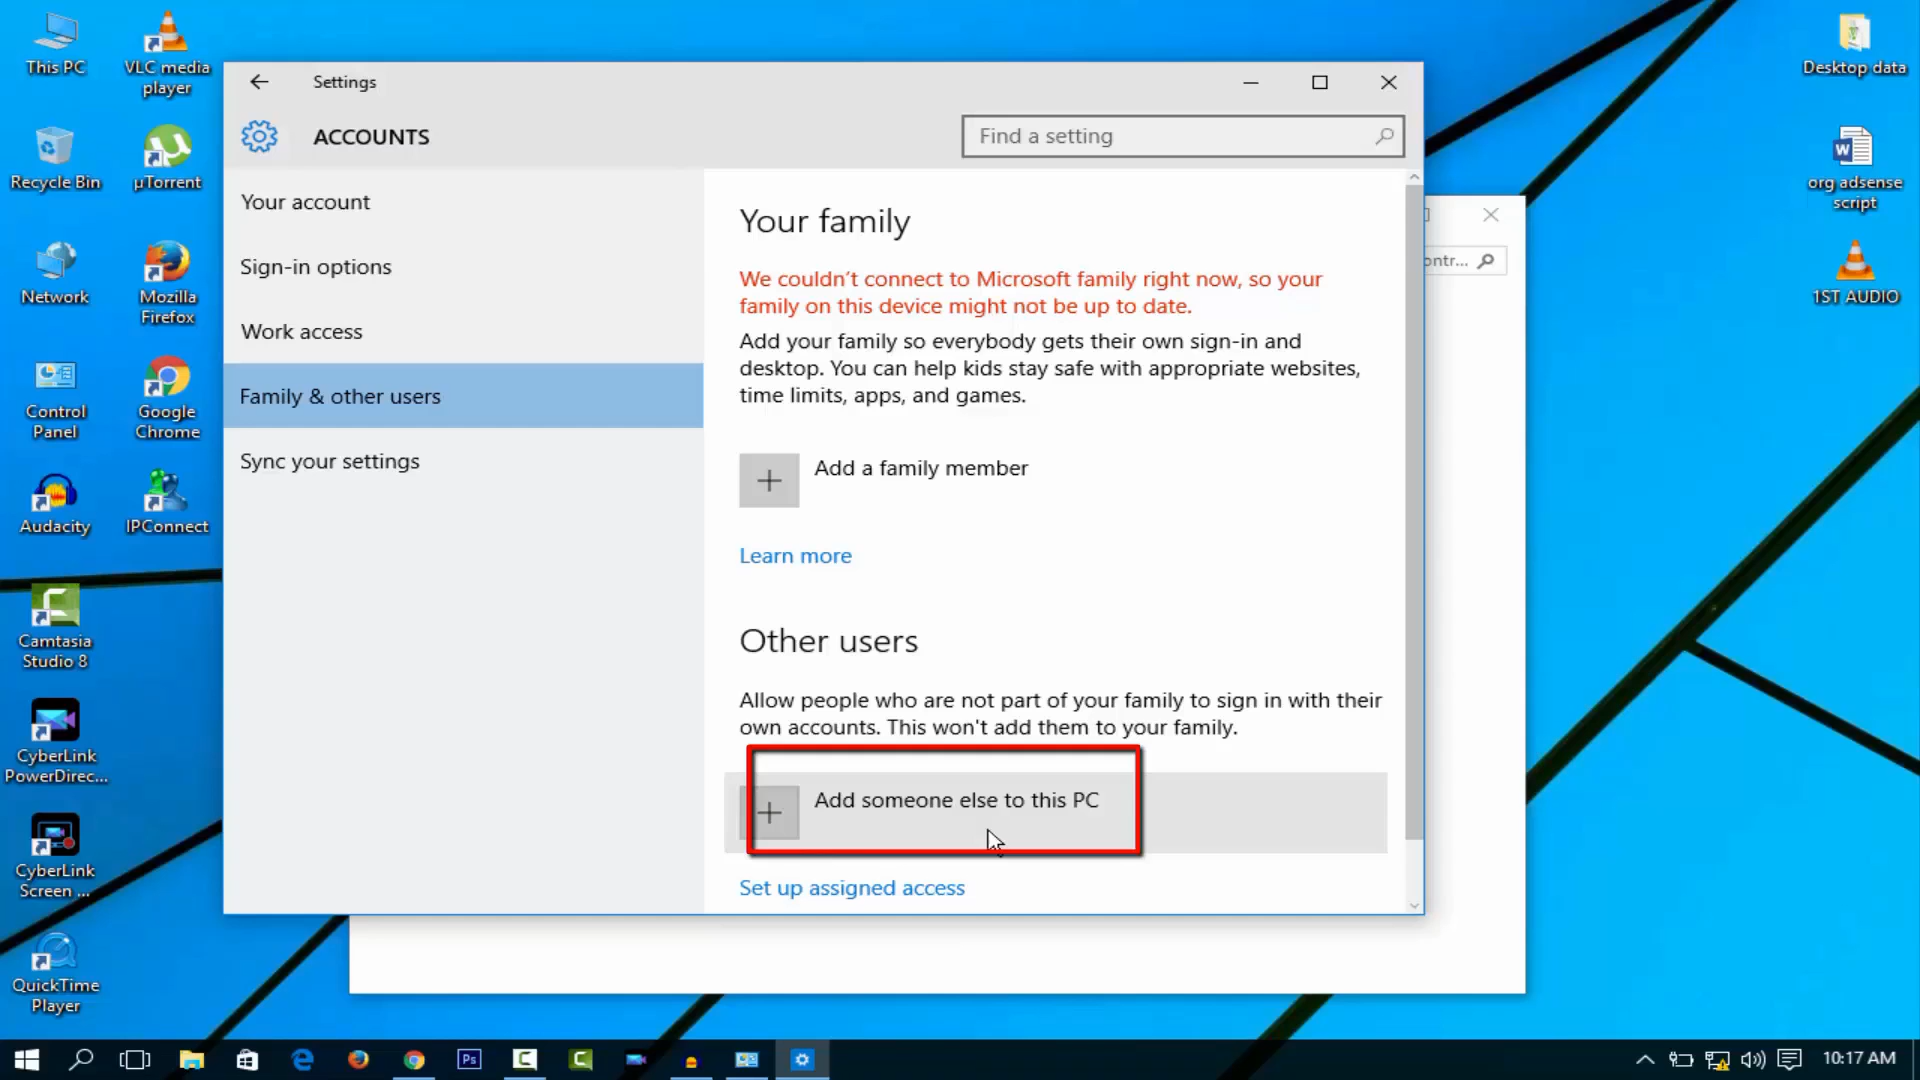 This PC
VLC media
player
Recycle Bin
µTorrent
Network
Mozilla
Firefox
Control
Panel
Google
Chrome
Audacity
IPConnect
Camtasia
Studio 8
CyberLink
PowerDirec...
CyberLink
Screen ...
QuickTime
Player
Settings
ACCOUNTS
Find a setting
Your account
Sign-in options
Work access
Family & other users
Sync your settings
Your family
We couldn't connect to Microsoft family right now, so your
family on this device might not be up to date.
Add your family so everybody gets their own sign-in and
desktop. You can help kids stay safe with appropriate websites,
time limits, apps, and games.
Add a family member
Learn more
Other users
Allow people who are not part of your family to sign in with their
own accounts. This won't add them to your family.
Add someone else to this PC
Set up assigned access
ontr...
Desktop data
org adsense
script
1ST AUDIO
Ps
10:17 AM